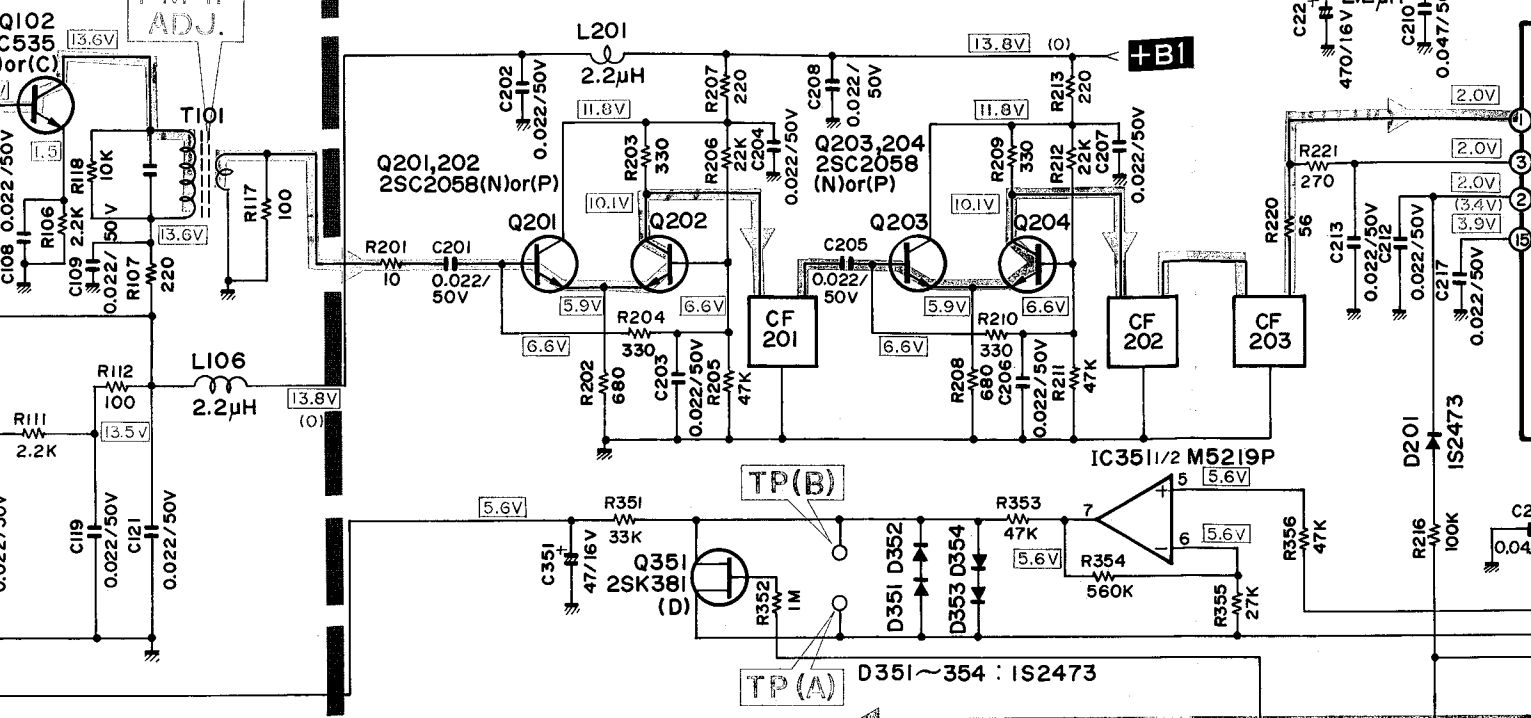 ADJ.
Q102
C535
)or(C)
13.6V
1.5
T101
R118
10K
C108 0.022/50V
R106
2.2K
C109
0.022/50V
R107
220
13.6V
R117
100
R112
100
L106
2.2μH
13.8V
(0)
R111
2.2K
13.5V
C119
0.022/50V
C121
0.022/50V
L201
2.2μH
C202
0.022/50V
R207
220
C208
0.022/
50V
13.8V (0)
+B1
R213
220
11.8V
R203
330
R206
22K
C204
0.022/50V
Q201,202
2SC2058(N)or(P)
10.1V
Q201
Q202
R201
10
C201
0.022/
50V
5.9V
6.6V
R204
330
6.6V
R202
680
C203
0.022/50V
R205
47K
CF
201
Q203,204
2SC2058
(N)or(P)
11.8V
R209
330
R212
22K
C207
0.022/50V
10.1V
Q203
Q204
C205
0.022/
50V
5.9V
6.6V
R210
330
6.6V
R208
680
C206
0.022/50V
R211
47K
CF
202
CF
203
C22
470/16V
2.2μH
C210
0.047/50
2.0V
1
R221
270
2.0V
3
2.0V
(3.4V)
2
3.9V
15
R220
56
C213
0.022/50V
C212
0.022/50V
C217
0.022/50V
D201
1S2473
R216
100K
IC351 1/2 M5219P
5
5.6V
7
6
5.6V
R353
47K
5.6V
R354
560K
R355
27K
R356
47K
5.6V
C351
47/16V
R351
33K
Q351
2SK381
(D)
R352
1M
TP(B)
TP(A)
D351 D352
D353 D354
D351~354 : 1S2473